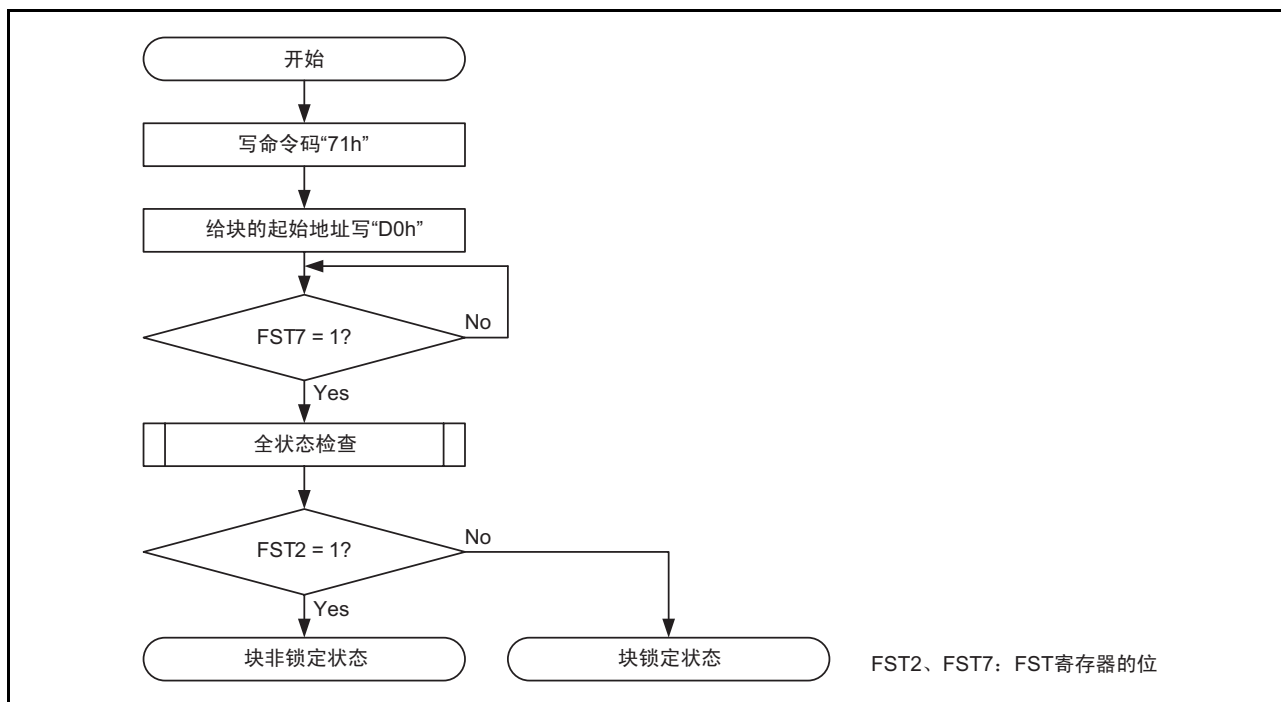 开始
写命令码“71h”
给块的起始地址写“D0h”
FST7 = 1?
No
Yes
全状态检查
FST2 = 1?
No
Yes
块非锁定状态
块锁定状态
FST2、FST7：FST寄存器的位